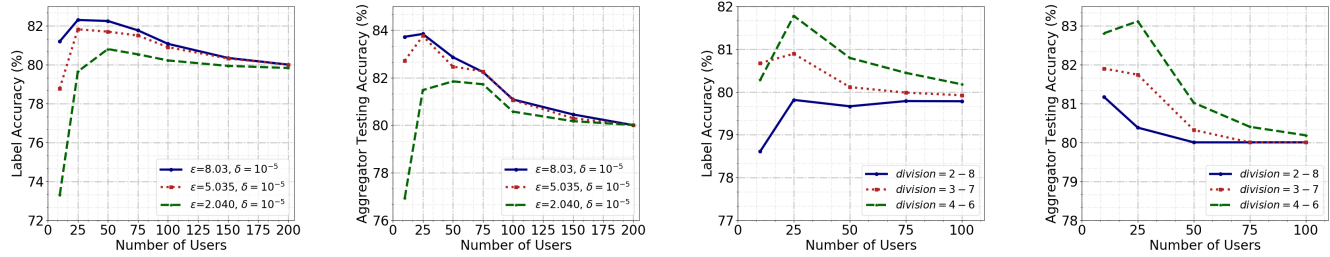 Label Accuracy (%)
82
80
78
76
74
72
0 25 50 75 100 125 150 175 200
Number of Users
ε=8.03, δ = 10⁻⁵
ε=5.035, δ = 10⁻⁵
ε=2.040, δ = 10⁻⁵
Aggregator Testing Accuracy (%)
84
82
80
78
76
0 25 50 75 100 125 150 175 200
Number of Users
ε=8.03, δ = 10⁻⁵
ε=5.035, δ = 10⁻⁵
ε=2.040, δ = 10⁻⁵
Label Accuracy (%)
82
81
80
79
78
77
0 25 50 75 100
Number of Users
division = 2 − 8
division = 3 − 7
division = 4 − 6
Aggregator Testing Accuracy (%)
83
82
81
80
79
78
0 25 50 75 100
Number of Users
division = 2 − 8
division = 3 − 7
division = 4 − 6